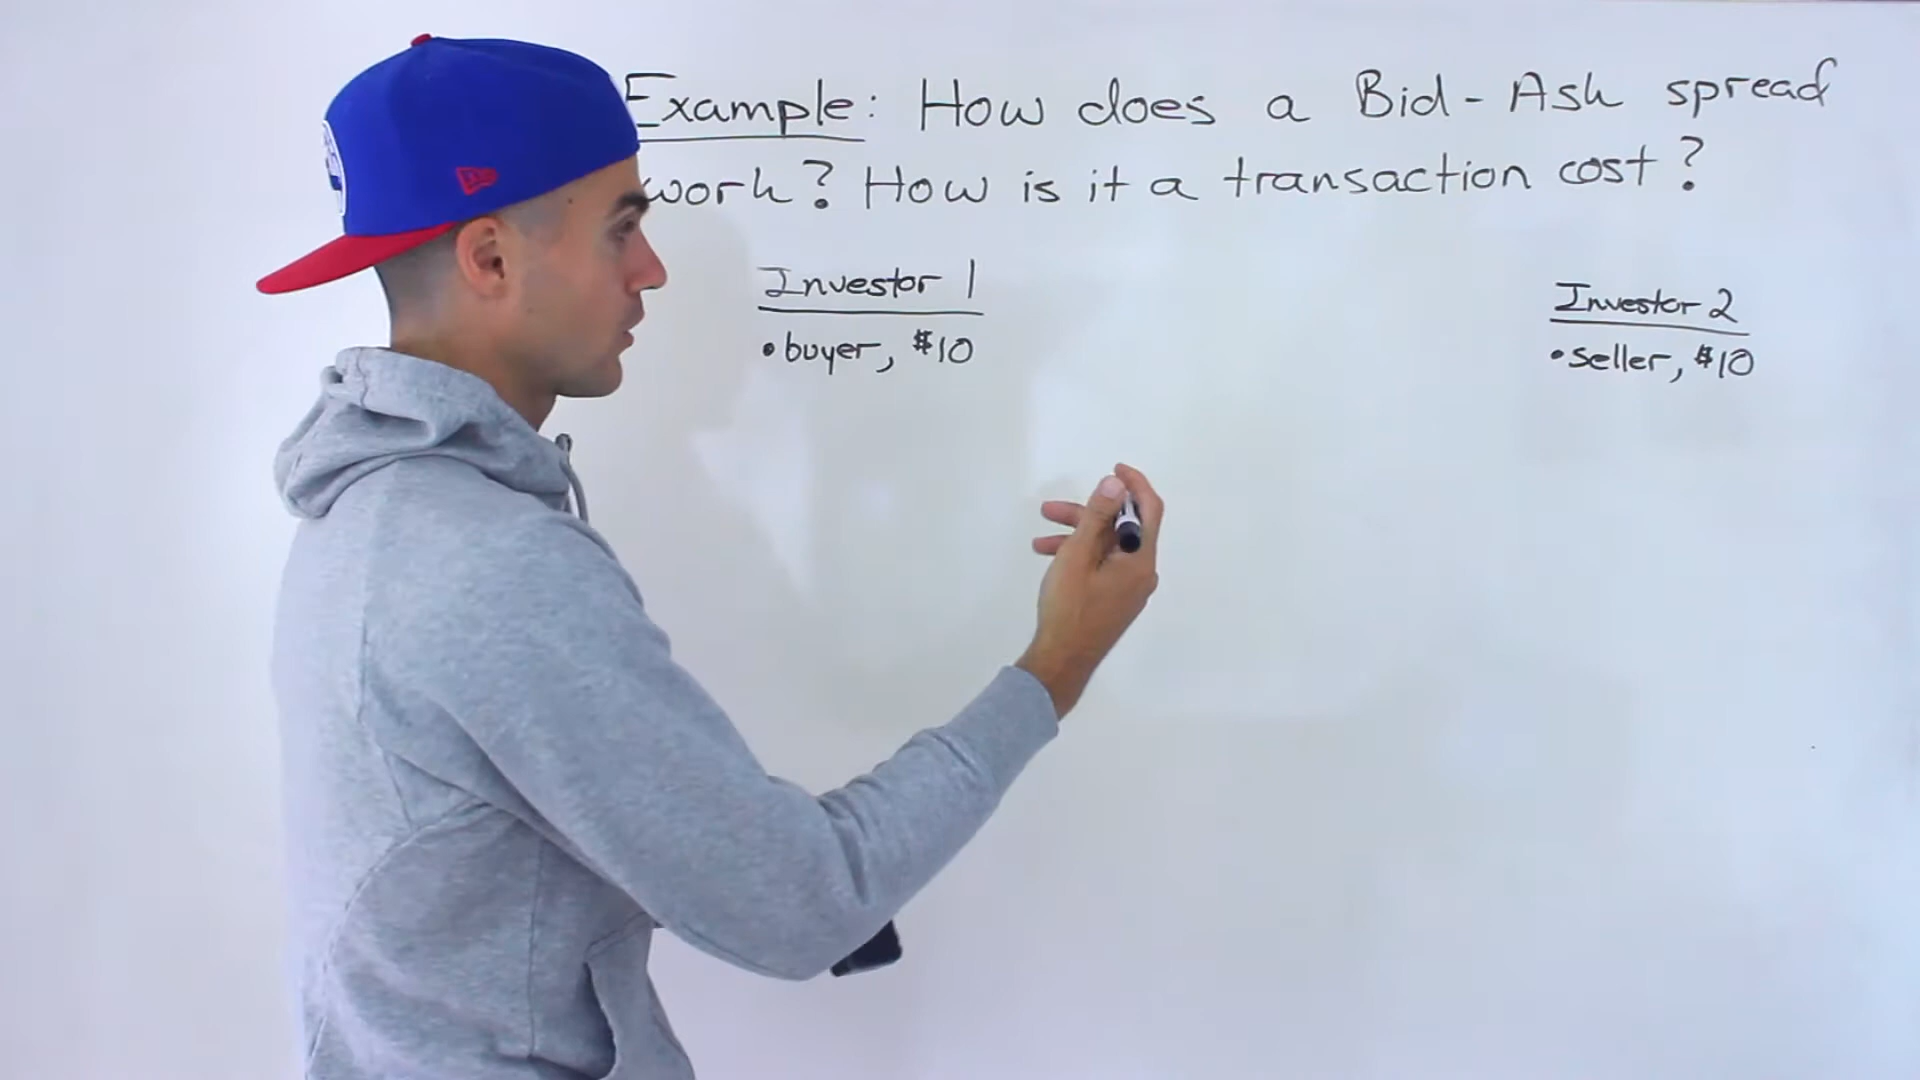 Example: How does a Bid-Ask spread
work? How is it a transaction cost?
Investor 1
• buyer, $10
Investor 2
• seller, $10